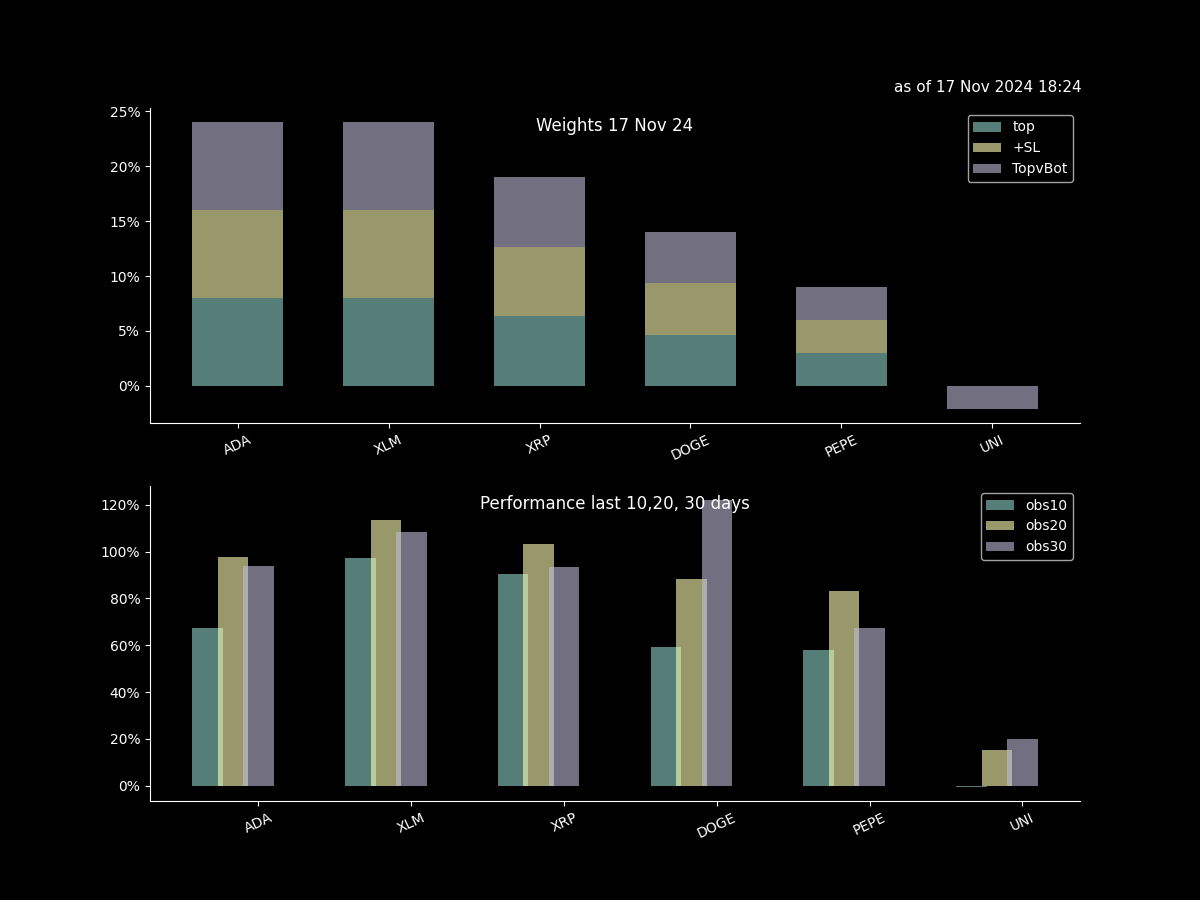 as of 17 Nov 2024 18:24
Weights 17 Nov 24
top
+SL
TopvBot
25%
20%
15%
10%
5%
0%
ADA XLM XRP DOGE PEPE UNI
Performance last 10,20, 30 days
obs10
obs20
obs30
120%
100%
80%
60%
40%
20%
0%
ADA XLM XRP DOGE PEPE UNI